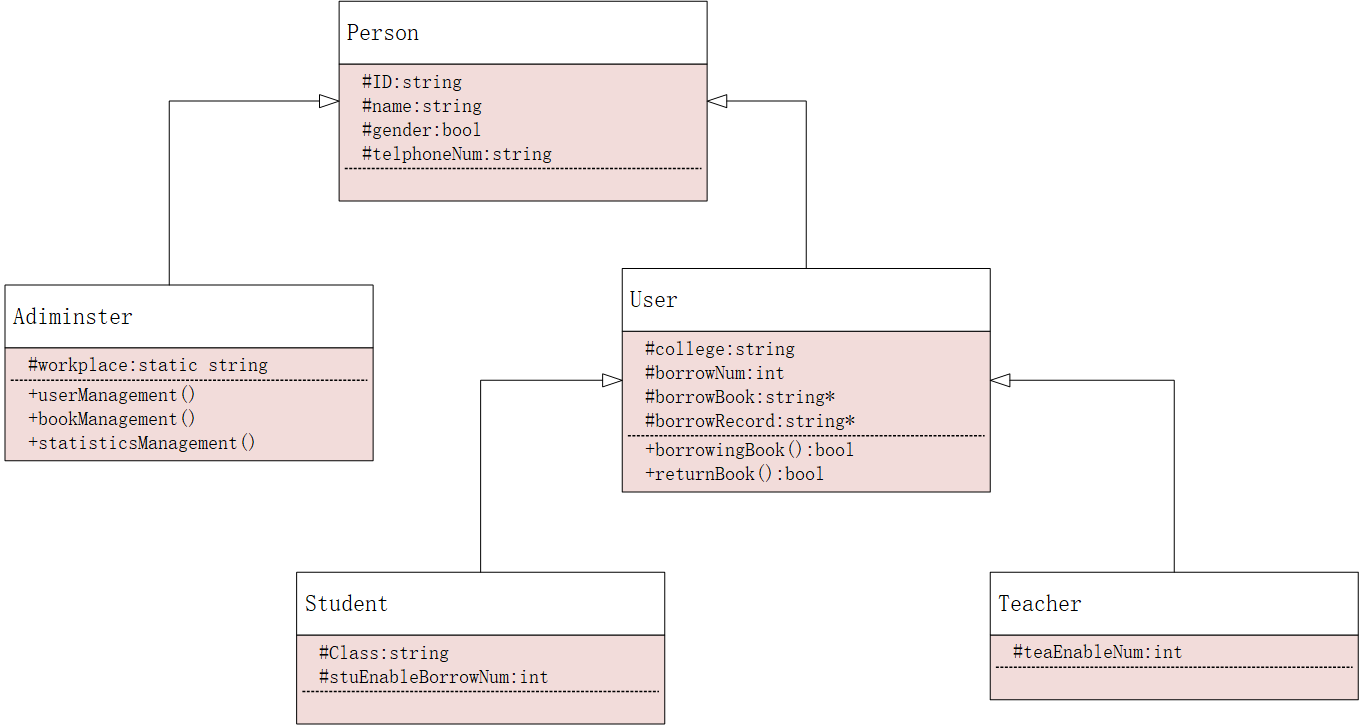 Person
#ID:string
#name:string
#gender:bool
#telphoneNum:string
Adiminster
#workplace:static string
+userManagement()
+bookManagement()
+statisticsManagement()
User
#college:string
#borrowNum:int
#borrowBook:string*
#borrowRecord:string*
+borrowingBook():bool
+returnBook():bool
Student
#Class:string
#stuEnableBorrowNum:int
Teacher
#teaEnableNum:int